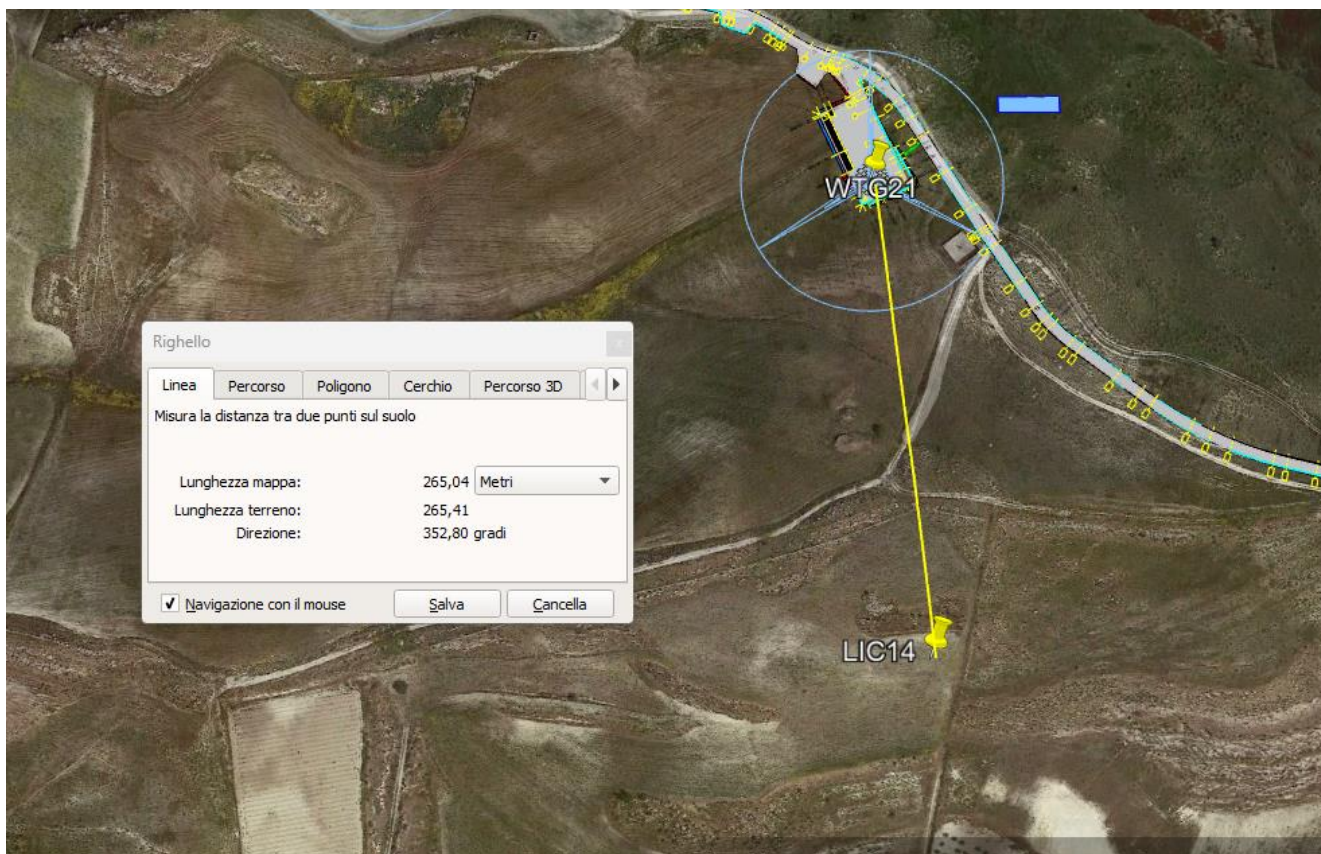 WTG21
Righello
Linea Percorso Poligono Cerchio Percorso 3D
Misura la distanza tra due punti sul suolo
Lunghezza mappa: 265,04 Metri
Lunghezza terreno: 265,41
Direzione: 352,80 gradi
Navigazione con il mouse Salva Cancella
LIC14